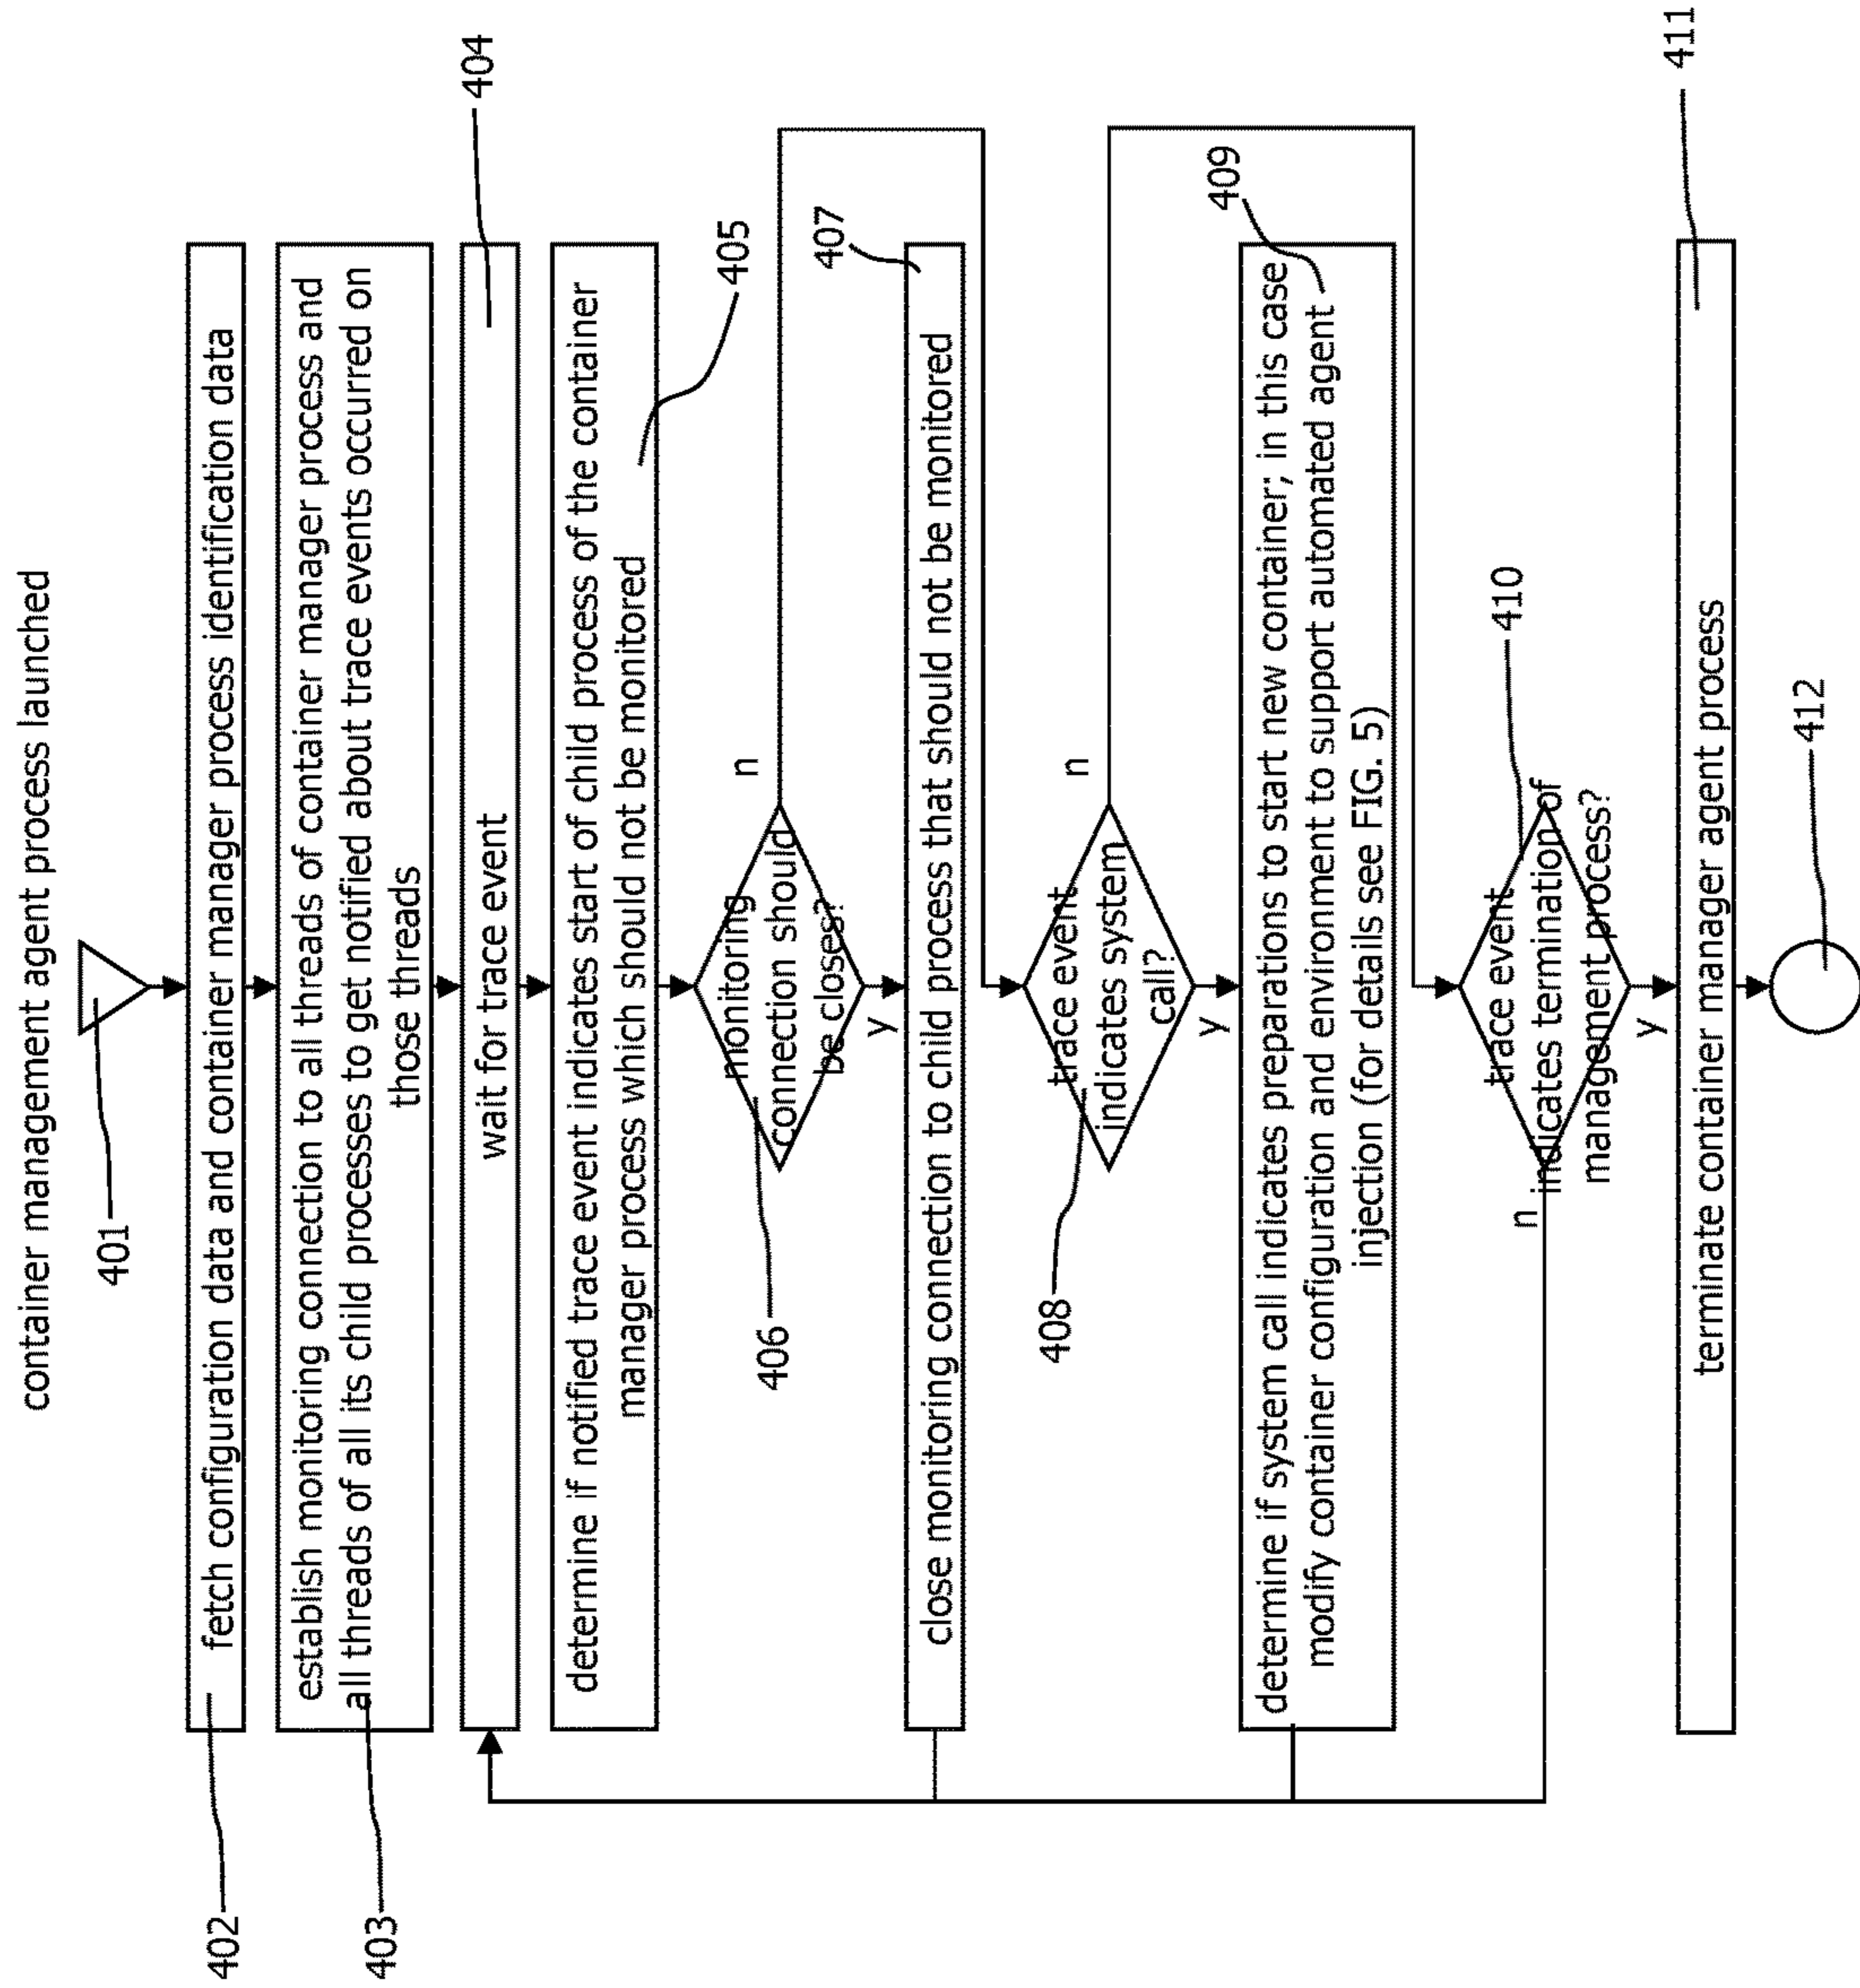 container management agent process launched
401
402
fetch configuration data and container manager process identification data
403
establish monitoring connection to all threads of container manager process and
all threads of all its child processes to get notified about trace events occurred on
those threads
404
wait for trace event
405
determine if notified trace event indicates start of child process of the container
manager process which should not be monitored
406
monitoring
connection should
be closes?
n
y
407
close monitoring connection to child process that should not be monitored
408
trace event
indicates system
call?
n
y
409
determine if system call indicates preparations to start new container; in this case
modify container configuration and environment to support automated agent
injection (for details see FIG. 5)
410
trace event
indicates termination of
management process?
n
y
411
terminate container manager agent process
412